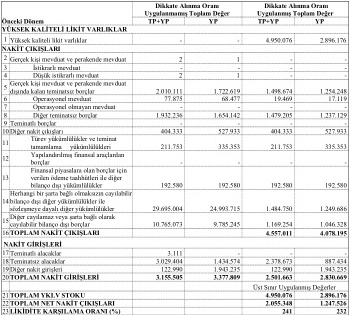 Dikkate Alınma Oranı Uygulanmamış Toplam Değer Dikkate Alınma Oranı Uygulanmış Toplam Değer
Önceki Dönem TP+YP YP TP+YP YP
YÜKSEK KALİTELİ LİKİT VARLIKLAR
1 Yüksek kaliteli likit varlıklar - - 4.950.076 2.896.176
NAKİT ÇIKIŞLARI
2 Gerçek kişi mevduat ve perakende mevduat 2 1 - -
3 İstikrarlı mevduat - - - -
4 Düşük istikrarlı mevduat 2 1 - -
5 Gerçek kişi mevduat ve perakende mevduat
dışında kalan teminatsız borçlar 2.010.111 1.722.619 1.498.674 1.254.248
6 Operasyonel mevduat 77.875 68.477 19.469 17.119
7 Operasyonel olmayan mevduat - - - -
8 Diğer teminatsız borçlar 1.932.236 1.654.142 1.479.205 1.237.129
9 Teminatlı borçlar - -
10 Diğer nakit çıkışları 404.333 527.933 404.333 527.933
11 Türev yükümlülükler ve teminat
tamamlama yükümlülükleri 211.753 335.353 211.753 335.353
12 Yapılandırılmış finansal araçlardan
borçlar - - - -
13 Finansal piyasalara olan borçlar için
verilen ödeme taahhütleri ile diğer
bilanço dışı yükümlülükler 192.580 192.580 192.580 192.580
14 Herhangi bir şarta bağlı olmaksızın cayılabilir
bilanço dışı diğer yükümlülükler ile
sözleşmeye dayalı diğer yükümlülükler 29.695.004 24.993.715 1.484.750 1.249.686
15 Diğer cayılamaz veya şarta bağlı olarak
cayılabilir bilanço dışı borçlar 10.765.073 9.785.245 1.169.254 1.046.328
16 TOPLAM NAKİT ÇIKIŞLARI 4.557.011 4.078.195
NAKİT GİRİŞLERİ
17 Teminatlı alacaklar 3.111 - - -
18 Teminatsız alacaklar 3.029.404 1.434.574 2.378.673 887.434
19 Diğer nakit girişleri 122.990 1.943.235 122.990 1.943.235
20 TOPLAM NAKİT GİRİŞLERİ 3.155.505 3.377.809 2.501.663 2.830.669
Üst Sınır Uygulanmış Değerler
21 TOPLAM YKLV STOKU 4.950.076 2.896.176
22 TOPLAM NET NAKİT ÇIKIŞLARI 2.055.348 1.247.526
23 LİKİDİTE KARŞILAMA ORANI (%) 241 232